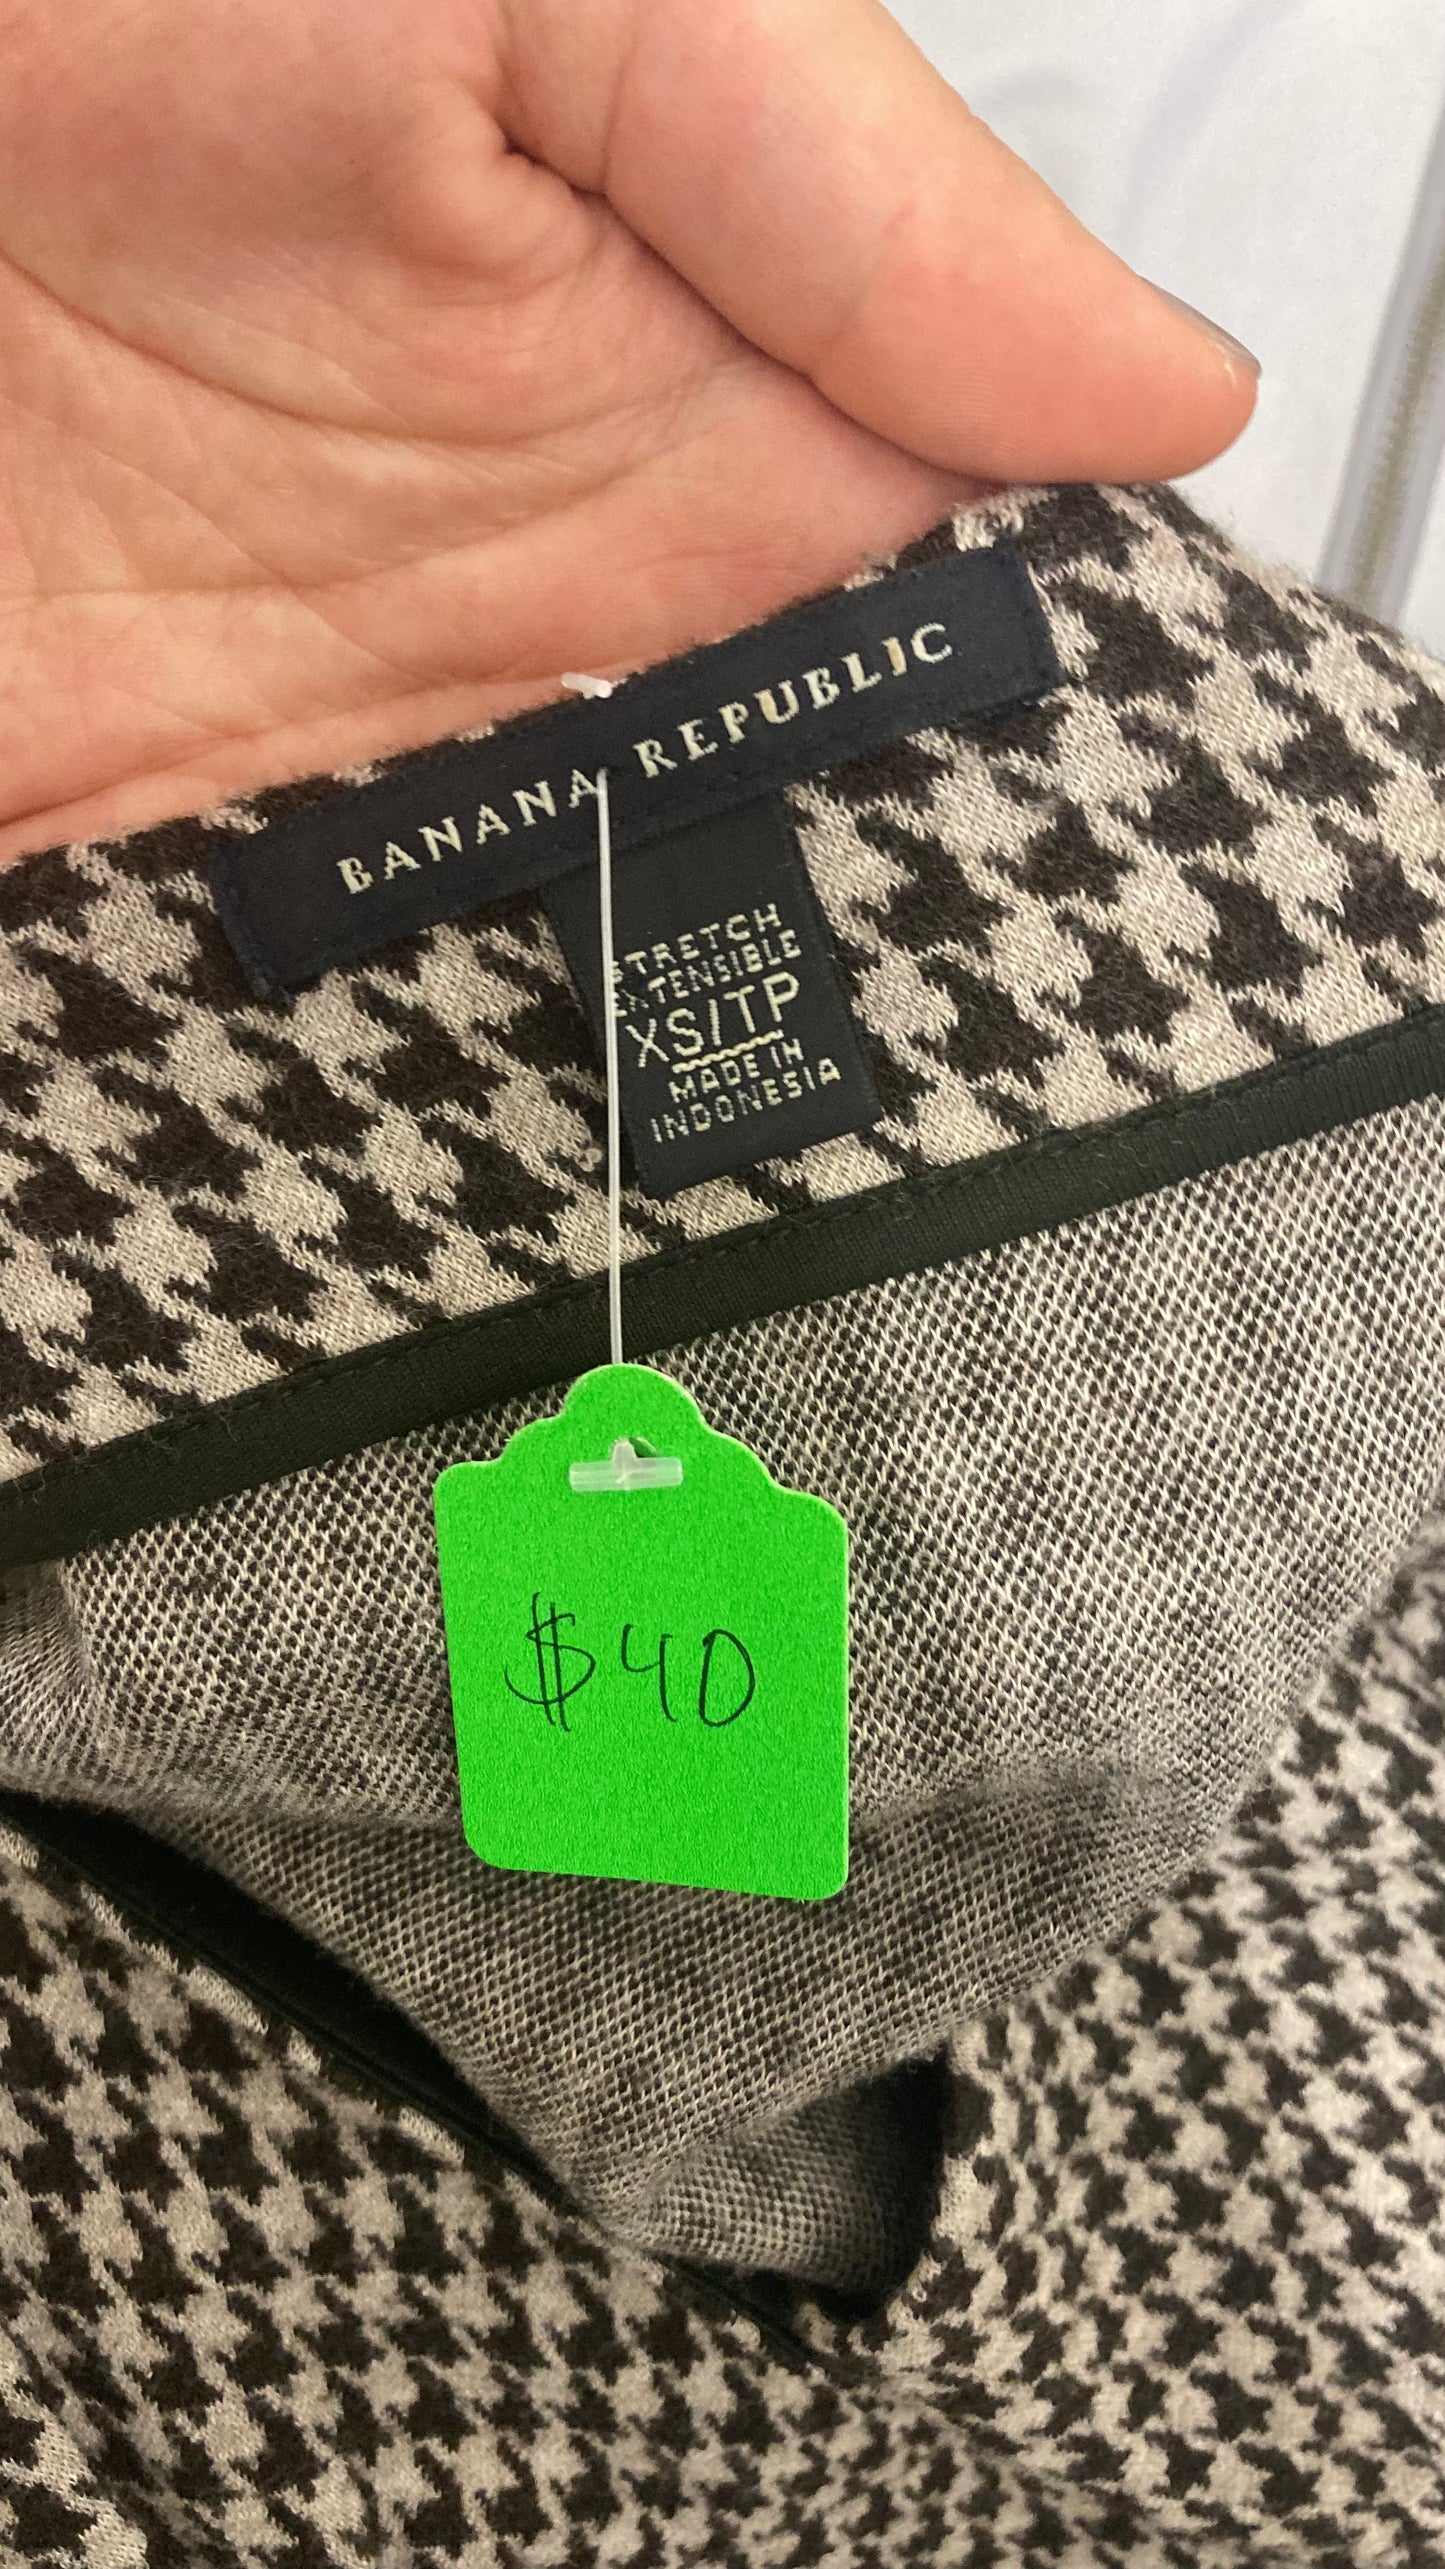 BANANA REPUBLIC
STRETCH
EXTENSIBLE
XS/TP
MADE IN
INDONESIA
$40